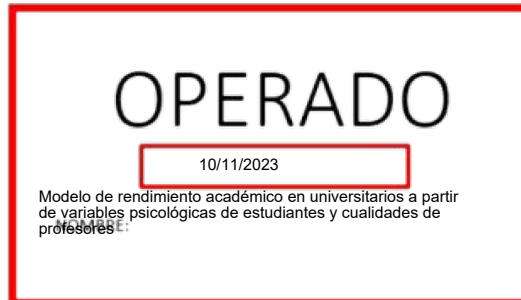 OPERADO
10/11/2023
Modelo de rendimiento académico en universitarios a partir
de variables psicológicas de estudiantes y cualidades de
profesores
NOMBRE: